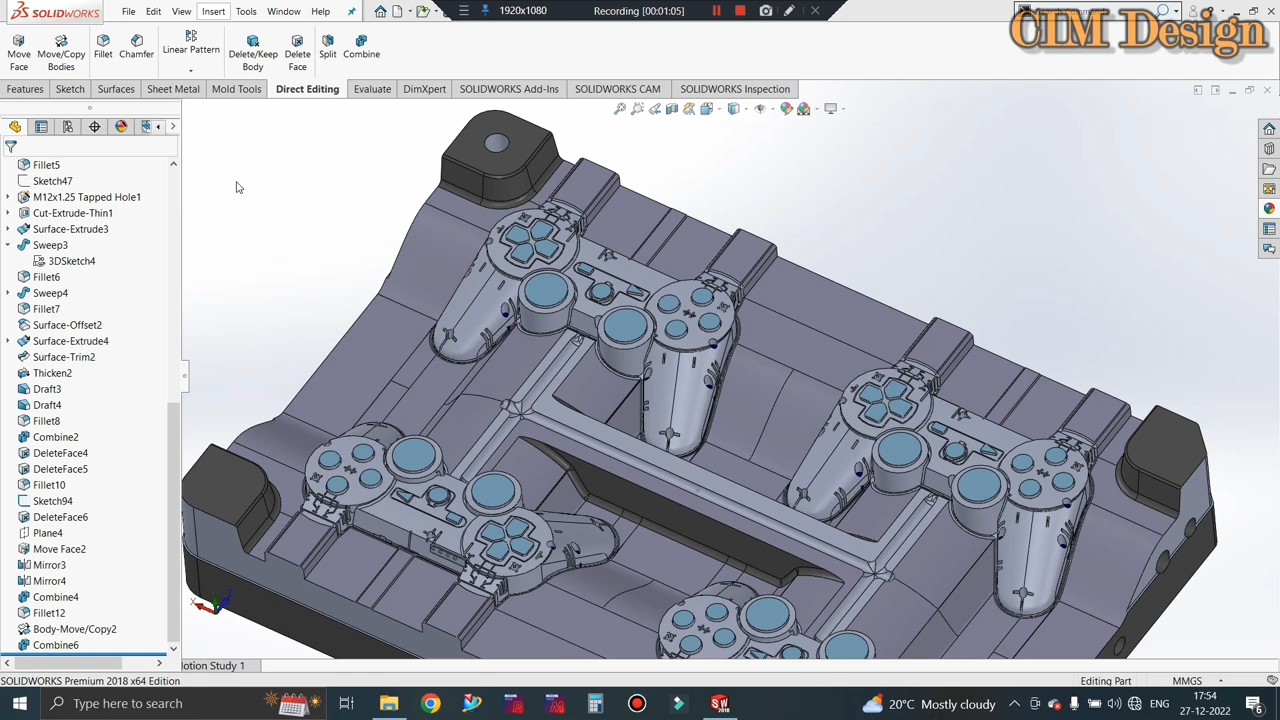 SOLIDWORKS File Edit View Insert Tools Window Help
1920x1080 Recording [00:01:05]
CIM Design
Move Face Move/Copy Bodies Fillet Chamfer Linear Pattern Delete/Keep Body Delete Face Split Combine
Features Sketch Surfaces Sheet Metal Mold Tools Direct Editing Evaluate DimXpert SOLIDWORKS Add-Ins SOLIDWORKS CAM SOLIDWORKS Inspection
Fillet5
Sketch47
M12x1.25 Tapped Hole1
Cut-Extrude-Thin1
Surface-Extrude3
Sweep3
3DSketch4
Fillet6
Sweep4
Fillet7
Surface-Offset2
Surface-Extrude4
Surface-Trim2
Thicken2
Draft3
Draft4
Fillet8
Combine2
DeleteFace4
DeleteFace5
Fillet10
Sketch94
DeleteFace6
Plane4
Move Face2
Mirror3
Mirror4
Combine4
Fillet12
Body-Move/Copy2
Combine6
otion Study 1
SOLIDWORKS Premium 2018 x64 Edition Editing Part MMGS
Type here to search 20°C Mostly cloudy 17:54
27-12-2022